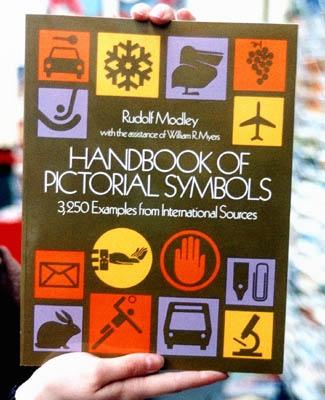 Rudolf Modley
with the assistance of William R. Myers
HANDBOOK OF
PICTORIAL SYMBOLS
3,250 Examples from International Sources